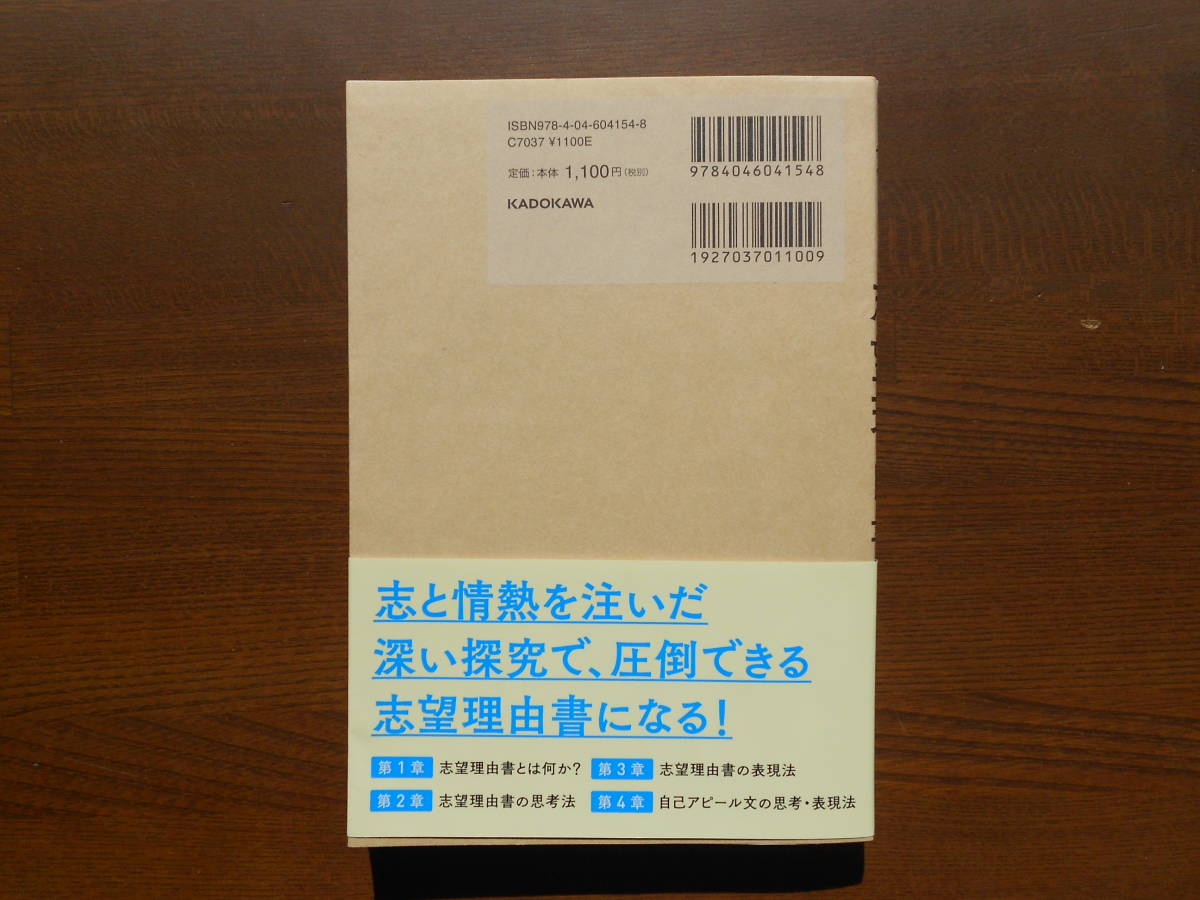 ISBN978-4-04-604154-8
C7037 ¥1100E
定価:本体 1,100円(税別)
KADOKAWA
9784046041548
1927037011009
志と情熱を注いだ
深い探究で、圧倒できる
志望理由書になる!
第1章 志望理由書とは何か?
第2章 志望理由書の思考法
第3章 志望理由書の表現法
第4章 自己アピール文の思考・表現法